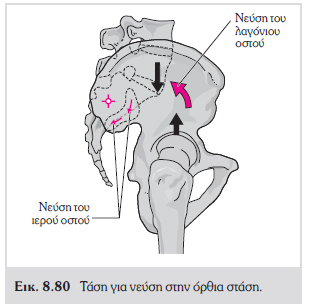 Νεύση του
λαγόνιου
οστού
Νεύση του
ιερού οστού
Εικ. 8.80 Τάση για νεύση στην όρθια στάση.